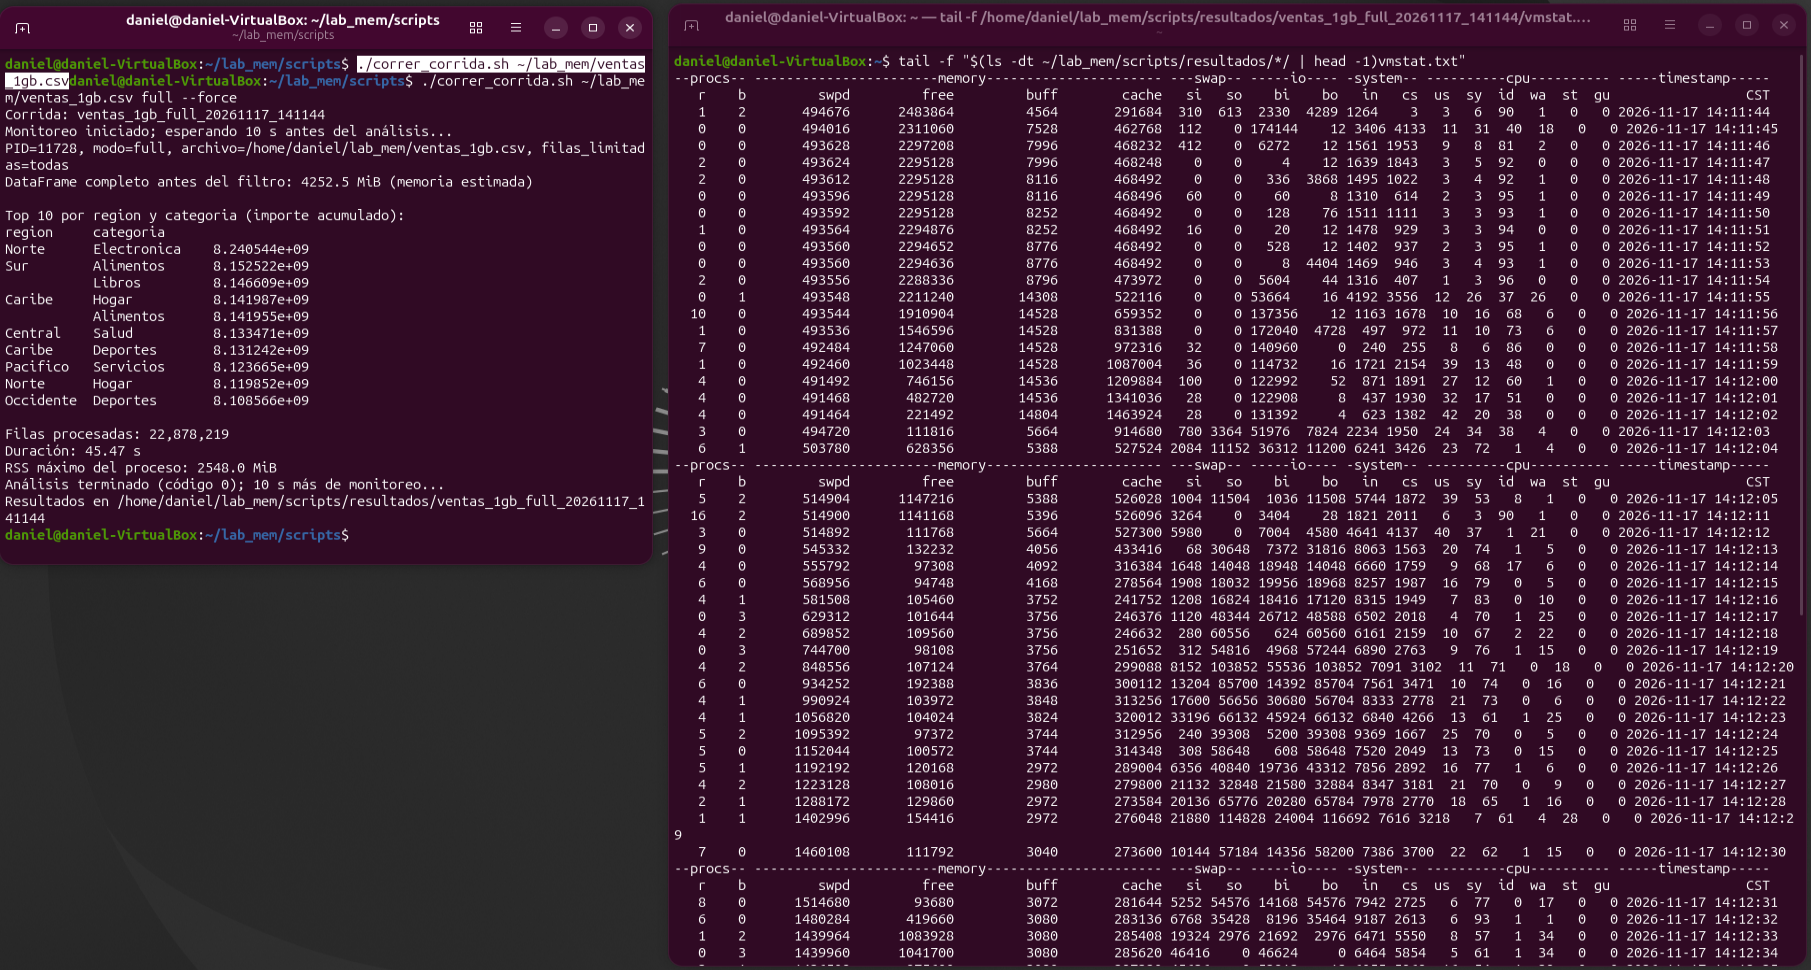 daniel@daniel-VirtualBox: ~/lab_mem/scripts
~/lab_mem/scripts
daniel@daniel-VirtualBox:~/lab_mem/scripts$ ./correr_corrida.sh ~/lab_mem/ventas
_1gb.csvdaniel@daniel-VirtualBox:~/lab_mem/scripts$ ./correr_corrida.sh ~/lab_me
m/ventas_1gb.csv full --force
Corrida: ventas_1gb_full_20261117_141144
Monitoreo iniciado; esperando 10 s antes del análisis...
PID=11728, modo=full, archivo=/home/daniel/lab_mem/ventas_1gb.csv, filas_limitad
as=todas
DataFrame completo antes del filtro: 4252.5 MiB (memoria estimada)
Top 10 por region y categoria (importe acumulado):
region     categoria
Norte      Electronica    8.240544e+09
Sur        Alimentos      8.152522e+09
           Libros         8.146609e+09
Caribe     Hogar          8.141987e+09
           Alimentos      8.141955e+09
Central    Salud          8.133471e+09
Caribe     Deportes       8.131242e+09
Pacifico   Servicios      8.123665e+09
Norte      Hogar          8.119852e+09
Occidente  Deportes       8.108566e+09
Filas procesadas: 22,878,219
Duración: 45.47 s
RSS máximo del proceso: 2548.0 MiB
Análisis terminado (código 0); 10 s más de monitoreo...
Resultados en /home/daniel/lab_mem/scripts/resultados/ventas_1gb_full_20261117_1
41144
daniel@daniel-VirtualBox:~/lab_mem/scripts$
daniel@daniel-VirtualBox: ~ — tail -f /home/daniel/lab_mem/scripts/resultados/ventas_1gb_full_20261117_141144/vmstat....
~
daniel@daniel-VirtualBox:~$ tail -f "$(ls -dt ~/lab_mem/scripts/resultados/*/ | head -1)vmstat.txt"
--procs-- -----------------------memory---------------------- ---swap-- -----io---- -system-- ----------cpu---------- -----timestamp-----
r b swpd free buff cache si so bi bo in cs us sy id wa st gu CST
1 2 494676 2483864 4564 291684 310 613 2330 4289 1264 3 3 6 90 1 0 0 2026-11-17 14:11:44
0 0 494016 2311060 7528 462768 112 0 174144 12 3406 4133 11 31 40 18 0 0 2026-11-17 14:11:45
0 0 493628 2297208 7996 468232 412 0 6272 12 1561 1953 9 8 81 2 0 0 2026-11-17 14:11:46
2 0 493624 2295128 7996 468248 0 0 4 12 1639 1843 3 5 92 0 0 0 2026-11-17 14:11:47
2 0 493612 2295128 8116 468492 0 0 336 3868 1495 1022 3 4 92 1 0 0 2026-11-17 14:11:48
0 0 493596 2295128 8116 468496 60 0 60 8 1310 614 2 3 95 1 0 0 2026-11-17 14:11:49
0 0 493592 2295128 8252 468496 0 0 128 76 1511 1111 3 3 93 1 0 0 2026-11-17 14:11:50
1 0 493564 2294876 8252 468492 16 0 20 12 1478 929 3 3 94 0 0 0 2026-11-17 14:11:51
0 0 493560 2294652 8776 468492 0 0 528 12 1402 937 2 3 95 1 0 0 2026-11-17 14:11:52
0 0 493560 2294636 8776 468492 0 0 8 4404 1469 946 3 4 93 1 0 0 2026-11-17 14:11:53
2 0 493556 2288336 8796 473972 0 0 5604 44 1316 407 1 3 96 0 0 0 2026-11-17 14:11:54
0 1 493548 2211240 14308 522116 0 0 53664 16 4192 3556 12 26 37 26 0 0 2026-11-17 14:11:55
10 0 493544 1910904 14528 659352 0 0 137356 12 1163 1678 10 16 68 6 0 0 2026-11-17 14:11:56
1 0 493536 1546596 14528 831388 0 0 172040 4728 497 972 11 10 73 6 0 0 2026-11-17 14:11:57
7 0 492484 1247060 14528 972316 32 0 140960 0 240 255 8 6 86 0 0 0 2026-11-17 14:11:58
1 0 492460 1023448 14528 1087004 36 0 114732 16 1721 2154 39 13 48 0 0 0 2026-11-17 14:11:59
4 0 491492 746156 14536 1209884 100 0 122992 52 871 1891 27 12 60 1 0 0 2026-11-17 14:12:00
4 0 491468 482720 14536 1341036 28 0 122908 8 437 1930 32 17 51 0 0 0 2026-11-17 14:12:01
4 0 491464 221492 14804 1463924 28 0 131392 4 623 1382 42 20 38 0 0 0 2026-11-17 14:12:02
3 0 494720 111816 5664 914680 780 3364 51976 7824 2234 1950 24 34 38 4 0 0 2026-11-17 14:12:03
6 1 503780 628356 5388 527524 2084 11152 36312 11200 6241 3426 23 72 1 4 0 0 2026-11-17 14:12:04
--procs-- -----------------------memory---------------------- ---swap-- -----io---- -system-- ----------cpu---------- -----timestamp-----
r b swpd free buff cache si so bi bo in cs us sy id wa st gu CST
5 2 514904 1147216 5388 526028 1004 11504 1036 11508 5744 1872 39 53 8 1 0 0 2026-11-17 14:12:05
16 2 514900 1141168 5396 526096 3264 0 3404 28 1821 2011 6 3 90 1 0 0 2026-11-17 14:12:11
3 0 514892 111768 5664 527300 5980 0 7004 4580 4641 4137 40 37 1 21 0 0 2026-11-17 14:12:12
9 0 545332 132232 4056 433416 68 30648 7372 31816 8063 1563 20 74 1 5 0 0 2026-11-17 14:12:13
4 0 555792 97308 4092 316384 1648 14048 18948 14048 6660 1759 9 68 17 6 0 0 2026-11-17 14:12:14
6 0 568956 94748 4168 278564 1908 18032 19956 18968 8257 1987 16 79 0 5 0 0 2026-11-17 14:12:15
4 1 581508 105460 3752 241752 1208 16824 18416 17120 8315 1949 7 83 0 10 0 0 2026-11-17 14:12:16
0 3 629312 101644 3756 246376 1120 48344 26712 48588 6502 2018 4 70 1 25 0 0 2026-11-17 14:12:17
4 2 689852 109560 3756 246632 280 60556 624 60560 6161 2159 10 67 2 22 0 0 2026-11-17 14:12:18
0 3 744700 98108 3756 251652 312 54816 4968 57244 6890 2763 9 76 1 15 0 0 2026-11-17 14:12:19
4 2 848556 107124 3764 299088 8152 103852 55536 103852 7091 3102 11 71 0 18 0 0 2026-11-17 14:12:20
6 0 934252 192388 3836 300112 13204 85700 14392 85704 7561 3471 10 74 0 16 0 0 2026-11-17 14:12:21
4 1 990924 103972 3848 313256 17600 56656 30680 56704 8333 2778 21 73 0 6 0 0 2026-11-17 14:12:22
4 1 1056820 104024 3824 320012 33196 66132 45924 66132 6840 4266 13 61 1 25 0 0 2026-11-17 14:12:23
5 2 1095392 97372 3744 312956 240 39308 5200 39308 9369 1667 25 70 0 5 0 0 2026-11-17 14:12:24
5 0 1152044 100572 3744 314348 308 58648 608 58648 7520 2049 13 73 0 15 0 0 2026-11-17 14:12:25
5 1 1192192 120168 2972 289004 6356 40840 19736 43312 7856 2892 16 77 1 6 0 0 2026-11-17 14:12:26
4 2 1223128 108016 2980 279800 21132 32848 21580 32884 8347 3181 21 70 0 9 0 0 2026-11-17 14:12:27
2 1 1288172 129860 2972 273584 20136 65776 20280 65784 7978 2770 18 65 1 16 0 0 2026-11-17 14:12:28
1 1 1402996 154416 2972 276048 21880 114828 24004 116692 7616 3218 7 61 4 28 0 0 2026-11-17 14:12:2
9
7 0 1460108 111792 3040 273600 10144 57184 14356 58200 7386 3700 22 62 1 15 0 0 2026-11-17 14:12:30
--procs-- -----------------------memory---------------------- ---swap-- -----io---- -system-- ----------cpu---------- -----timestamp-----
r b swpd free buff cache si so bi bo in cs us sy id wa st gu CST
8 0 1514680 93680 3072 281644 5252 54576 14168 54576 7942 2725 6 77 0 17 0 0 2026-11-17 14:12:31
6 0 1480284 419660 3080 283136 6768 35428 8196 35464 9187 2613 6 93 1 1 0 0 2026-11-17 14:12:32
1 2 1439964 1083928 3080 285408 19324 2976 21692 2976 6471 5550 8 57 1 34 0 0 2026-11-17 14:12:33
0 3 1439960 1041700 3080 285620 46416 0 46624 0 6464 5854 5 61 1 34 0 0 2026-11-17 14:12:34